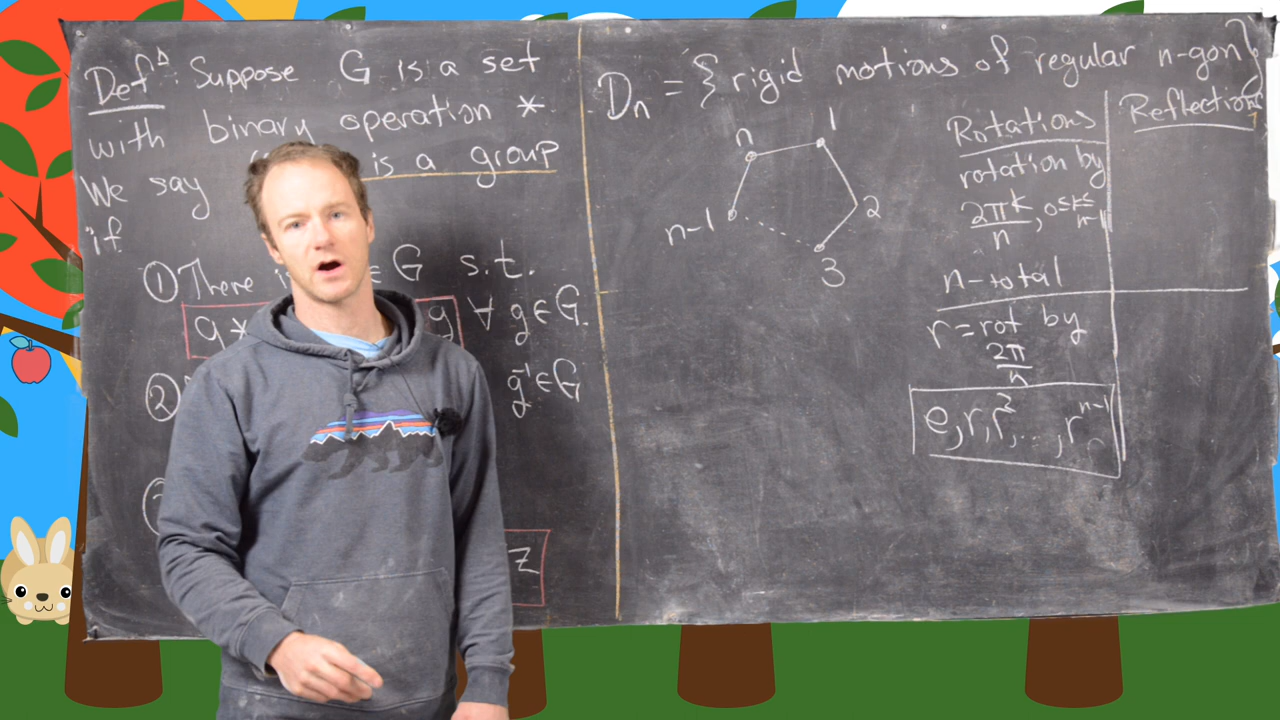 Defⁿ: Suppose G is a set
with binary operation *
We say is a group
if
① There ∈ G s.t.
g * g ∀ g∈G.
② g⁻¹∈G
z
Dn = { rigid motions of regular n-gon}
n
1
2
3
n-1
Rotations
rotation by
2πk/n, 0≤k≤n-1
n-total
r = rot by
2π/n
e, r, r², ..., rⁿ⁻¹
Reflections